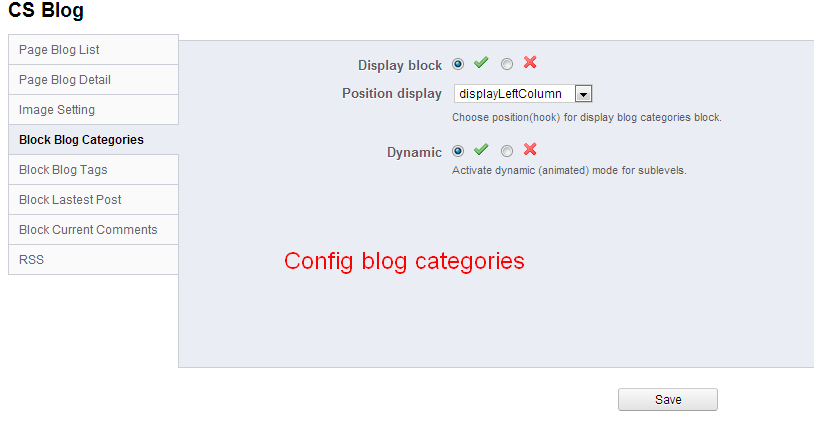 CS Blog
Page Blog List
Page Blog Detail
Image Setting
Block Blog Categories
Block Blog Tags
Block Lastest Post
Block Current Comments
RSS
Display block
Position display displayLeftColumn
Choose position(hook) for display blog categories block.
Dynamic
Activate dynamic (animated) mode for sublevels.
Config blog categories
Save